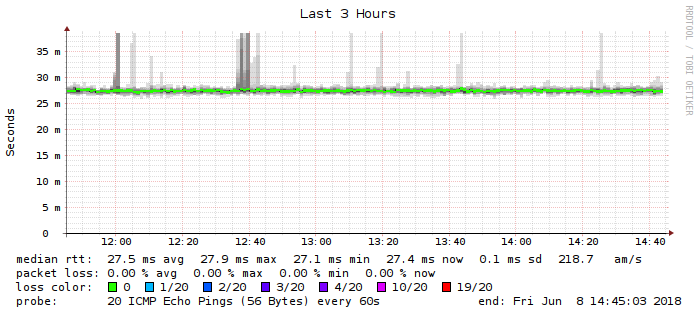 Last 3 Hours
RRDTOOL / TOBI OETIKER
Seconds
35 m
30 m
25 m
20 m
15 m
10 m
5 m
0
12:00 12:20 12:40 13:00 13:20 13:40 14:00 14:20 14:40
median rtt: 27.5 ms avg 27.9 ms max 27.1 ms min 27.4 ms now 0.1 ms sd 218.7 am/s
packet loss: 0.00 % avg 0.00 % max 0.00 % min 0.00 % now
loss color: 0 1/20 2/20 3/20 4/20 10/20 19/20
probe: 20 ICMP Echo Pings (56 Bytes) every 60s end: Fri Jun 8 14:45:03 2018